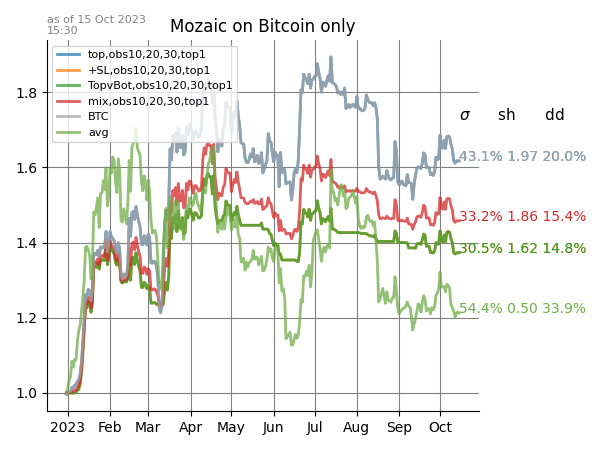 as of 15 Oct 2023
15:30
Mozaic on Bitcoin only
top,obs10,20,30,top1
+SL,obs10,20,30,top1
TopvBot,obs10,20,30,top1
mix,obs10,20,30,top1
BTC
avg
σ sh dd
43.1% 1.97 20.0%
33.2% 1.86 15.4%
30.5% 1.62 14.8%
54.4% 0.50 33.9%
1.8
1.6
1.4
1.2
1.0
2023 Feb Mar Apr May Jun Jul Aug Sep Oct